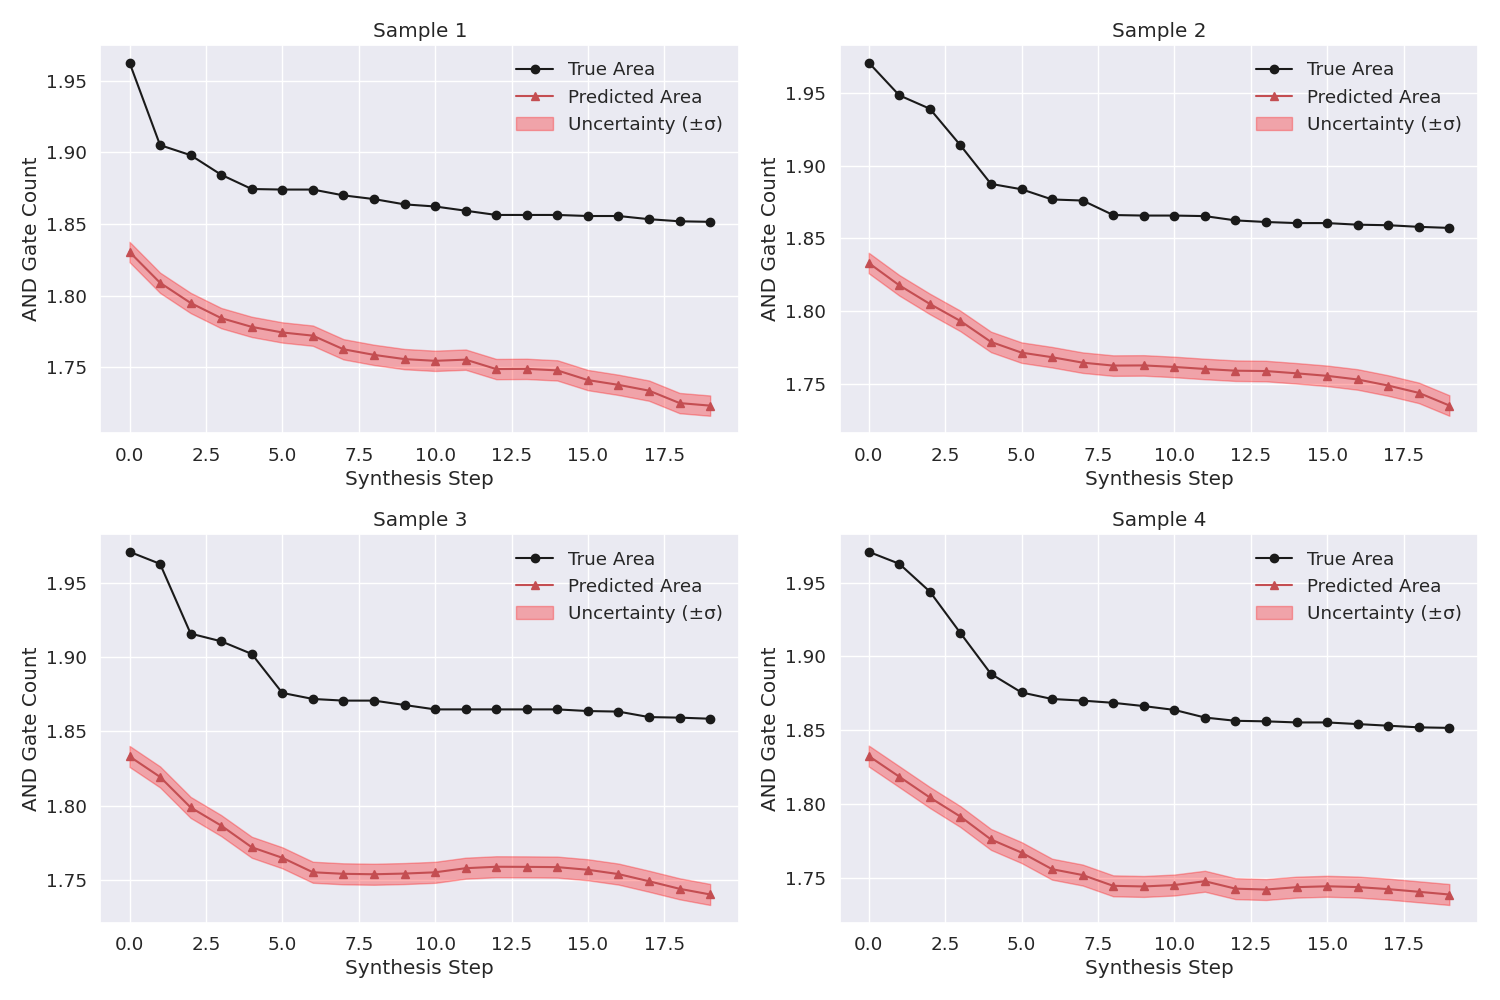 Sample 1
True Area
Predicted Area
Uncertainty (±σ)
AND Gate Count
1.95
1.90
1.85
1.80
1.75
0.0 2.5 5.0 7.5 10.0 12.5 15.0 17.5
Synthesis Step
Sample 2
True Area
Predicted Area
Uncertainty (±σ)
AND Gate Count
1.95
1.90
1.85
1.80
1.75
0.0 2.5 5.0 7.5 10.0 12.5 15.0 17.5
Synthesis Step
Sample 3
True Area
Predicted Area
Uncertainty (±σ)
AND Gate Count
1.95
1.90
1.85
1.80
1.75
0.0 2.5 5.0 7.5 10.0 12.5 15.0 17.5
Synthesis Step
Sample 4
True Area
Predicted Area
Uncertainty (±σ)
AND Gate Count
1.95
1.90
1.85
1.80
1.75
0.0 2.5 5.0 7.5 10.0 12.5 15.0 17.5
Synthesis Step